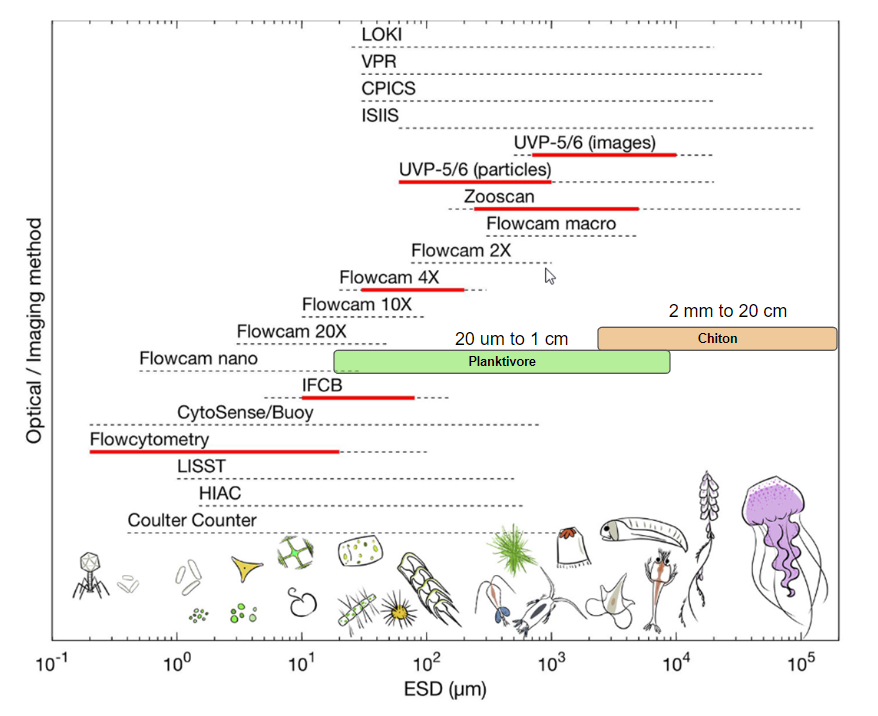 LOKI
VPR
CPICS
ISIIS
UVP-5/6 (images)
UVP-5/6 (particles)
Zooscan
Flowcam macro
Flowcam 2X
Flowcam 4X
Flowcam 10X
2 mm to 20 cm
Flowcam 20X
20 um to 1 cm
Chiton
Flowcam nano
Planktivore
IFCB
CytoSense/Buoy
Flowcytometry
LISST
HIAC
Coulter Counter
Optical / Imaging method
10⁻¹ 10⁰ 10¹ 10² 10³ 10⁴ 10⁵
ESD (μm)